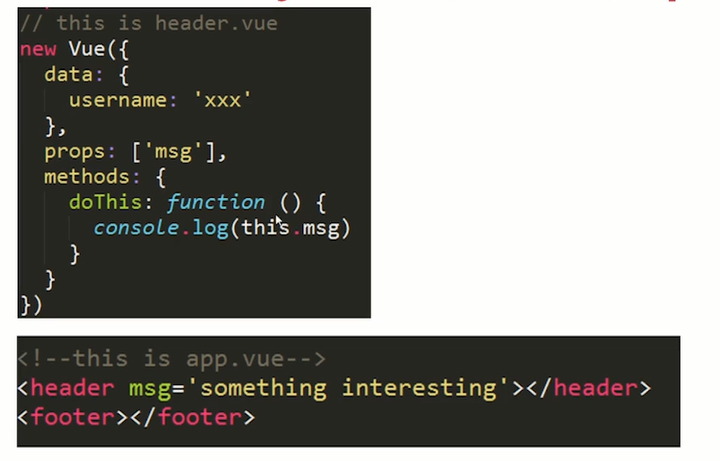 // this is header.vue
new Vue({
  data: {
    username: 'xxx'
  },
  props: ['msg'],
  methods: {
    doThis: function () {
      console.log(this.msg)
    }
  }
})
<!--this is app.vue-->
<header msg='something interesting'></header>
<footer></footer>